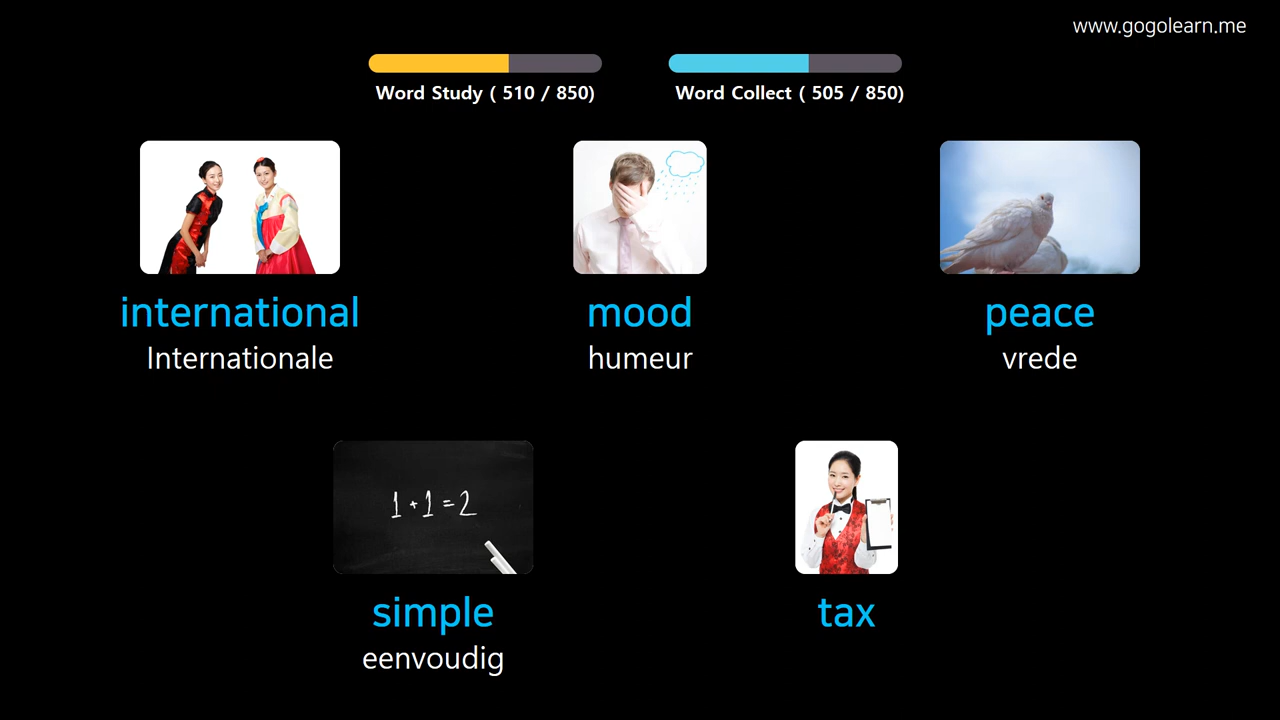 www.gogolearn.me
Word Study ( 510 / 850)
Word Collect ( 505 / 850)
international
Internationale
mood
humeur
peace
vrede
1 + 1 = 2
simple
eenvoudig
tax